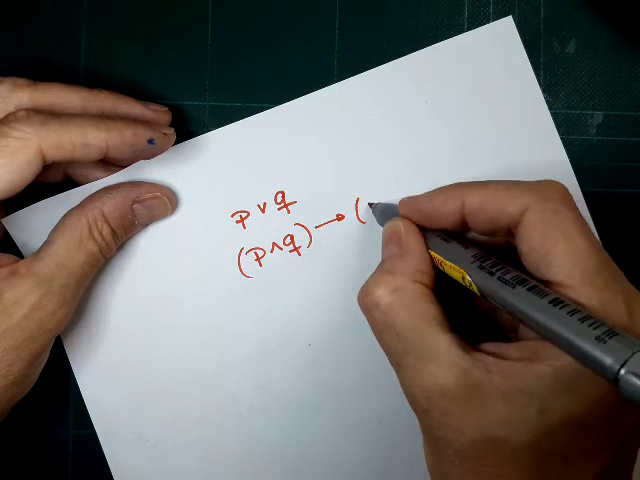 p ∨ q
(p ∧ q) → (